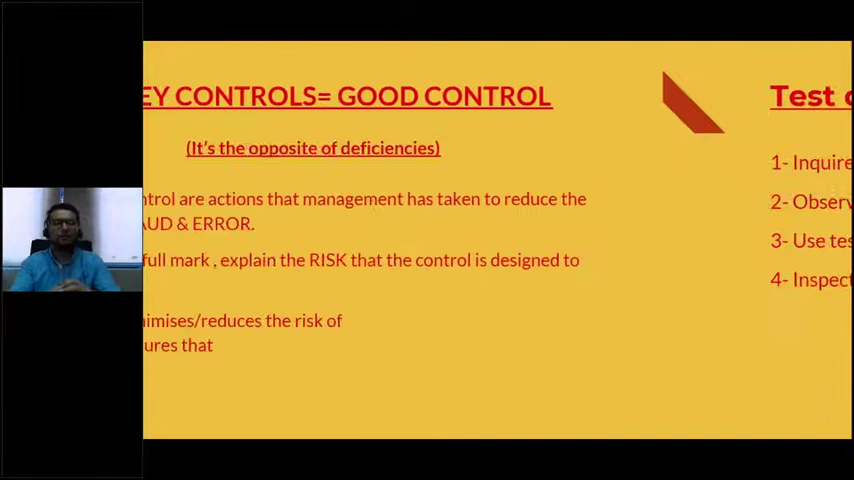 EY CONTROLS= GOOD CONTROL
(It's the opposite of deficiencies)
ntrol are actions that management has taken to reduce the
AUD & ERROR.
full mark , explain the RISK that the control is designed to
nimises/reduces the risk of
ures that
Test o
1- Inquire
2- Observ
3- Use tes
4- Inspect